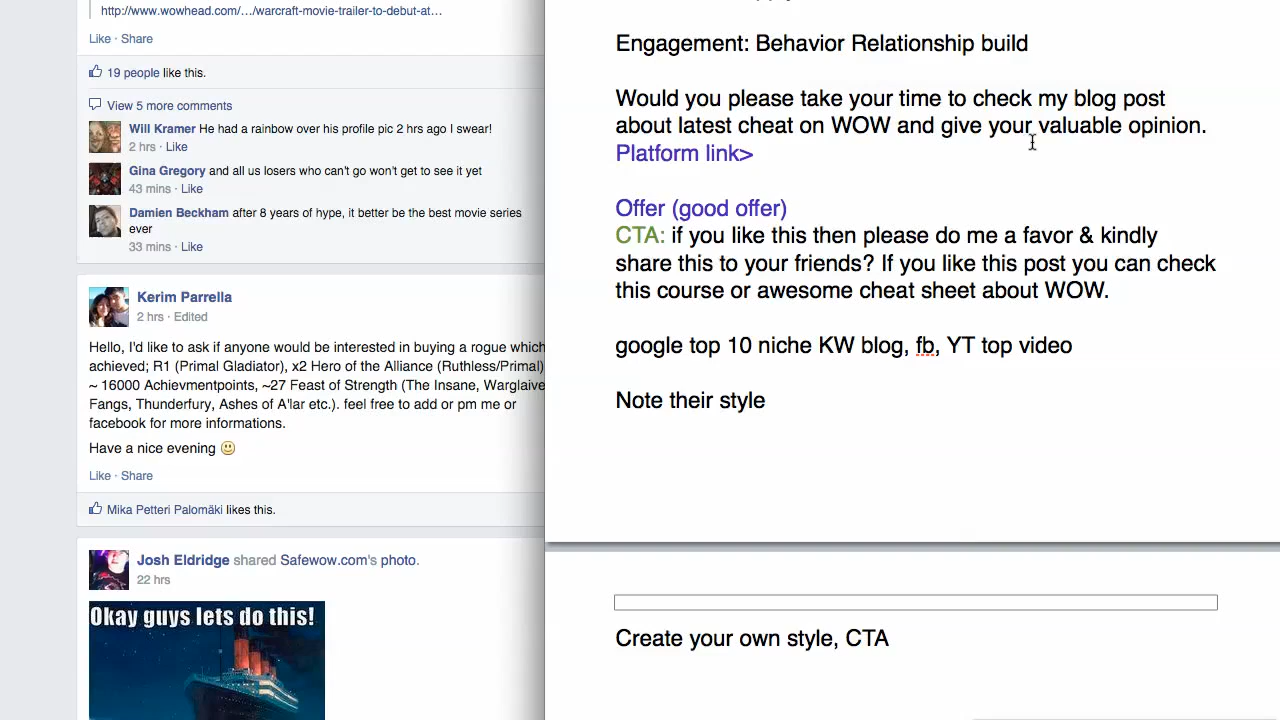 http://www.wowhead.com/…/warcraft-movie-trailer-to-debut-at…
Like · Share
19 people like this.
View 5 more comments
Will Kramer He had a rainbow over his profile pic 2 hrs ago I swear!
2 hrs · Like
Gina Gregory and all us losers who can't go won't get to see it yet
43 mins · Like
Damien Beckham after 8 years of hype, it better be the best movie series
ever
33 mins · Like
Kerim Parrella
2 hrs · Edited
Hello, I'd like to ask if anyone would be interested in buying a rogue which
achieved; R1 (Primal Gladiator), x2 Hero of the Alliance (Ruthless/Primal)
~ 16000 Achievmentpoints, ~27 Feast of Strength (The Insane, Warglaive
Fangs, Thunderfury, Ashes of A'lar etc.). feel free to add or pm me or
facebook for more informations.
Have a nice evening
Like · Share
Mika Petteri Palomäki likes this.
Josh Eldridge shared Safewow.com's photo.
22 hrs
Okay guys lets do this!
Engagement: Behavior Relationship build
Would you please take your time to check my blog post
about latest cheat on WOW and give your valuable opinion.
Platform link>
Offer (good offer)
CTA: if you like this then please do me a favor & kindly
share this to your friends? If you like this post you can check
this course or awesome cheat sheet about WOW.
google top 10 niche KW blog, fb, YT top video
Note their style
Create your own style, CTA